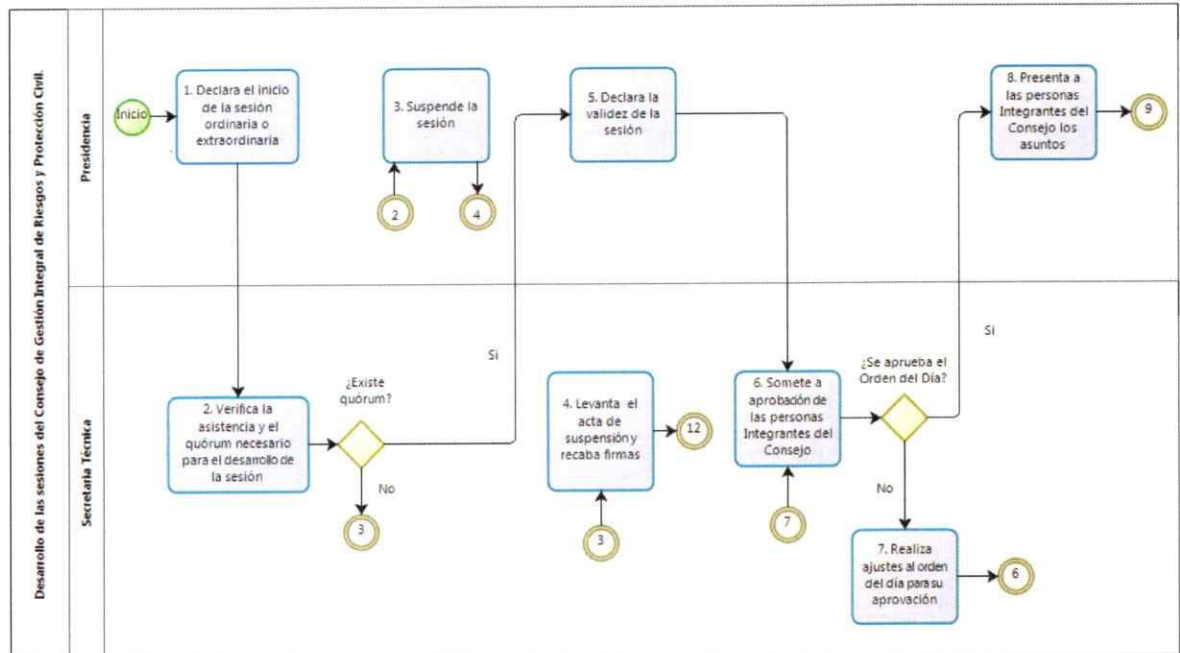 Desarrollo de las sesiones del Consejo de Gestión Integral de Riesgos y Protección Civil.
Presidencia
Inicio
1. Declara el inicio
de la sesión
ordinaria o
extraordinaria
3. Suspende la
sesión
2
4
5. Declara la
validez de la
sesión
8. Presenta a
las personas
Integrantes del
Consejo los
asuntos
9
Secretaria Técnica
2. Verifica la
asistencia y el
quórum necesario
para el desarrollo de
la sesión
¿Existe
quórum?
Si
No
3
4. Levanta el
acta de
suspensión y
recaba firmas
12
3
6. Somete a
aprobación de
las personas
Integrantes del
Consejo
7
¿Se aprueba el
Orden del Día?
Si
No
7. Realiza
ajustes al orden
del día para su
aprovación
6